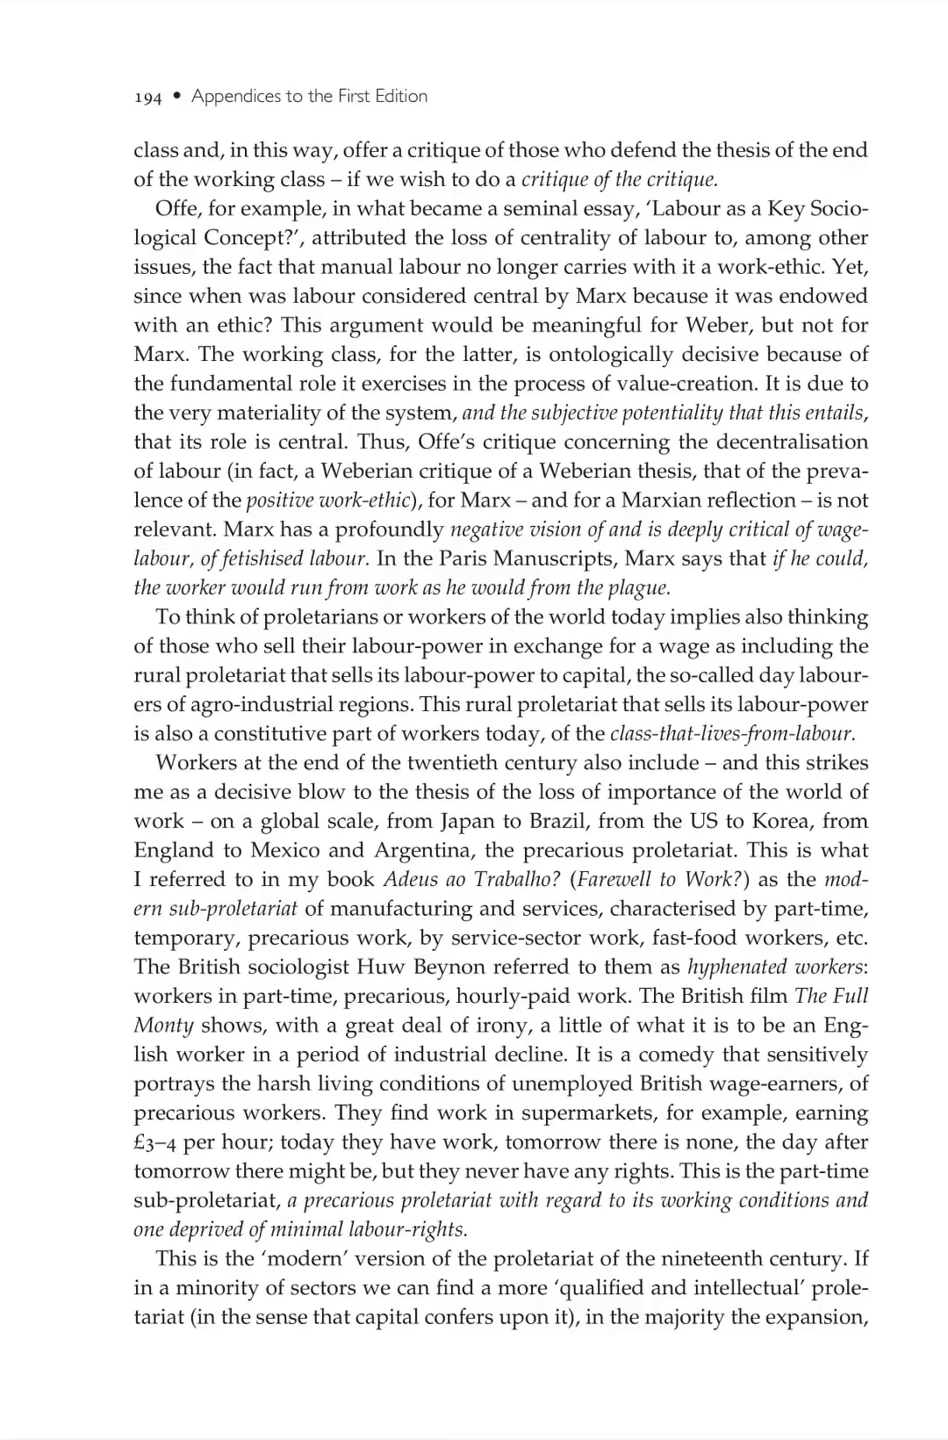 194 • Appendices to the First Edition
class and, in this way, offer a critique of those who defend the thesis of the end
of the working class – if we wish to do a critique of the critique.
Offe, for example, in what became a seminal essay, ‘Labour as a Key Socio-
logical Concept?’, attributed the loss of centrality of labour to, among other
issues, the fact that manual labour no longer carries with it a work-ethic. Yet,
since when was labour considered central by Marx because it was endowed
with an ethic? This argument would be meaningful for Weber, but not for
Marx. The working class, for the latter, is ontologically decisive because of
the fundamental role it exercises in the process of value-creation. It is due to
the very materiality of the system, and the subjective potentiality that this entails,
that its role is central. Thus, Offe’s critique concerning the decentralisation
of labour (in fact, a Weberian critique of a Weberian thesis, that of the preva-
lence of the positive work-ethic), for Marx – and for a Marxian reflection – is not
relevant. Marx has a profoundly negative vision of and is deeply critical of wage-
labour, of fetishised labour. In the Paris Manuscripts, Marx says that if he could,
the worker would run from work as he would from the plague.
To think of proletarians or workers of the world today implies also thinking
of those who sell their labour-power in exchange for a wage as including the
rural proletariat that sells its labour-power to capital, the so-called day labour-
ers of agro-industrial regions. This rural proletariat that sells its labour-power
is also a constitutive part of workers today, of the class-that-lives-from-labour.
Workers at the end of the twentieth century also include – and this strikes
me as a decisive blow to the thesis of the loss of importance of the world of
work – on a global scale, from Japan to Brazil, from the US to Korea, from
England to Mexico and Argentina, the precarious proletariat. This is what
I referred to in my book Adeus ao Trabalho? (Farewell to Work?) as the mod-
ern sub-proletariat of manufacturing and services, characterised by part-time,
temporary, precarious work, by service-sector work, fast-food workers, etc.
The British sociologist Huw Beynon referred to them as hyphenated workers:
workers in part-time, precarious, hourly-paid work. The British film The Full
Monty shows, with a great deal of irony, a little of what it is to be an Eng-
lish worker in a period of industrial decline. It is a comedy that sensitively
portrays the harsh living conditions of unemployed British wage-earners, of
precarious workers. They find work in supermarkets, for example, earning
£3–4 per hour; today they have work, tomorrow there is none, the day after
tomorrow there might be, but they never have any rights. This is the part-time
sub-proletariat, a precarious proletariat with regard to its working conditions and
one deprived of minimal labour-rights.
This is the ‘modern’ version of the proletariat of the nineteenth century. If
in a minority of sectors we can find a more ‘qualified and intellectual’ prole-
tariat (in the sense that capital confers upon it), in the majority the expansion,